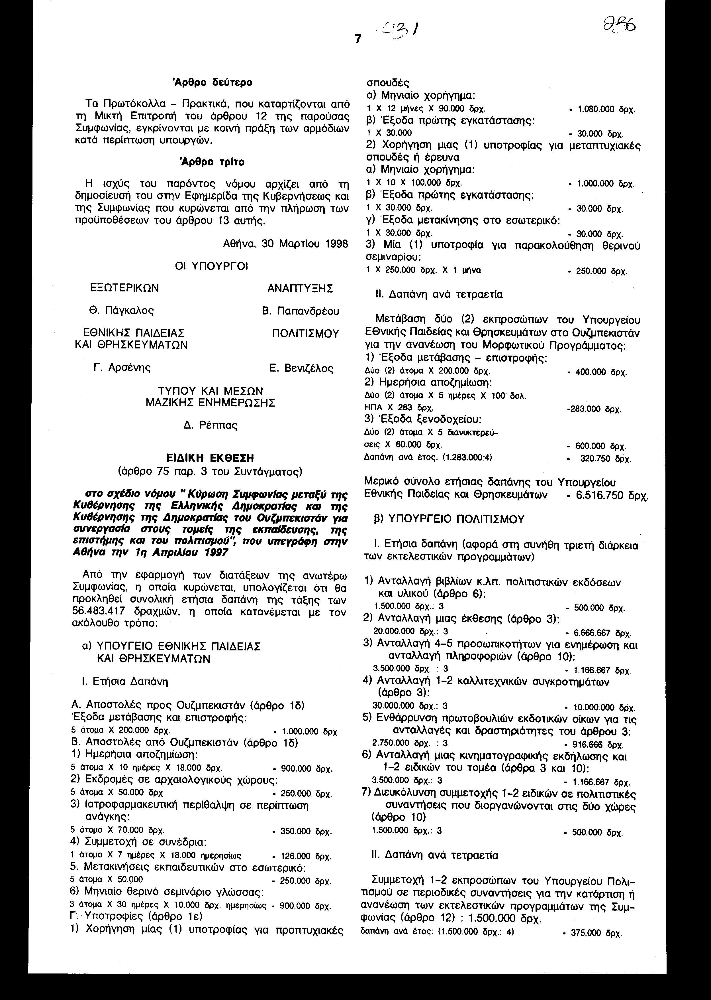 7
936
Άρθρο δεύτερο
Τα Πρωτόκολλα – Πρακτικά, που καταρτίζονται από
τη Μικτή Επιτροπή του άρθρου 12 της παρούσας
Συμφωνίας, εγκρίνονται με κοινή πράξη των αρμόδιων
κατά περίπτωση υπουργών.
Άρθρο τρίτο
Η ισχύς του παρόντος νόμου αρχίζει από τη
δημοσίευσή του στην Εφημερίδα της Κυβερνήσεως και
της Συμφωνίας που κυρώνεται από την πλήρωση των
προϋποθέσεων του άρθρου 13 αυτής.
Αθήνα, 30 Μαρτίου 1998
ΟΙ ΥΠΟΥΡΓΟΙ
ΕΞΩΤΕΡΙΚΩΝ ΑΝΑΠΤΥΞΗΣ
Θ. Πάγκαλος Β. Παπανδρέου
ΕΘΝΙΚΗΣ ΠΑΙΔΕΙΑΣ ΠΟΛΙΤΙΣΜΟΥ
ΚΑΙ ΘΡΗΣΚΕΥΜΑΤΩΝ
Γ. Αρσένης Ε. Βενιζέλος
ΤΥΠΟΥ ΚΑΙ ΜΕΣΩΝ
ΜΑΖΙΚΗΣ ΕΝΗΜΕΡΩΣΗΣ
Δ. Ρέππας
ΕΙΔΙΚΗ ΕΚΘΕΣΗ
(άρθρο 75 παρ. 3 του Συντάγματος)
στο σχέδιο νόμου "Κύρωση Συμφωνίας μεταξύ της
Κυβέρνησης της Ελληνικής Δημοκρατίας και της
Κυβέρνησης της Δημοκρατίας του Ουζμπεκιστάν για
συνεργασία στους τομείς της εκπαίδευσης, της
επιστήμης και του πολιτισμού", που υπεγράφη στην
Αθήνα την 1η Απριλίου 1997
Από την εφαρμογή των διατάξεων της ανωτέρω
Συμφωνίας, η οποία κυρώνεται, υπολογίζεται ότι θα
προκληθεί συνολική ετήσια δαπάνη της τάξης των
56.483.417 δραχμών, η οποία κατανέμεται με τον
ακόλουθο τρόπο:
α) ΥΠΟΥΓΕΙΟ ΕΘΝΙΚΗΣ ΠΑΙΔΕΙΑΣ
ΚΑΙ ΘΡΗΣΚΕΥΜΑΤΩΝ
Ι. Ετήσια Δαπάνη
Α. Αποστολές προς Ουζμπεκιστάν (άρθρο 1δ)
Έξοδα μετάβασης και επιστροφής:
5 άτομα Χ 200.000 δρχ. - 1.000.000 δρχ
Β. Αποστολές από Ουζμπεκιστάν (άρθρο 1δ)
1) Ημερήσια αποζημίωση:
5 άτομα Χ 10 ημέρες Χ 18.000 δρχ. - 900.000 δρχ.
2) Εκδρομές σε αρχαιολογικούς χώρους:
5 άτομα Χ 50.000 δρχ. - 250.000 δρχ.
3) Ιατροφαρμακευτική περίθαλψη σε περίπτωση
ανάγκης:
5 άτομα Χ 70.000 δρχ. - 350.000 δρχ.
4) Συμμετοχή σε συνέδρια:
1 άτομο Χ 7 ημέρες Χ 18.000 ημερησίως - 126.000 δρχ.
5. Μετακινήσεις εκπαιδευτικών στο εσωτερικό:
5 άτομα Χ 50.000 - 250.000 δρχ.
6) Μηνιαίο θερινό σεμινάριο γλώσσας:
3 άτομα Χ 30 ημέρες Χ 10.000 δρχ. ημερησίως - 900.000 δρχ.
Γ. Υποτροφίες (άρθρο 1ε)
1) Χορήγηση μίας (1) υποτροφίας για προπτυχιακές
σπουδές
α) Μηνιαίο χορήγημα:
1 Χ 12 μήνες Χ 90.000 δρχ. - 1.080.000 δρχ.
β) Έξοδα πρώτης εγκατάστασης:
1 Χ 30.000 - 30.000 δρχ.
2) Χορήγηση μιας (1) υποτροφίας για μεταπτυχιακές
σπουδές ή έρευνα
α) Μηνιαίο χορήγημα:
1 Χ 10 Χ 100.000 δρχ. - 1.000.000 δρχ.
β) Έξοδα πρώτης εγκατάστασης:
1 Χ 30.000 δρχ. - 30.000 δρχ.
γ) Έξοδα μετακίνησης στο εσωτερικό:
1 Χ 30.000 δρχ. - 30.000 δρχ.
3) Μία (1) υποτροφία για παρακολούθηση θερινού
σεμιναρίου:
1 Χ 250.000 δρχ. Χ 1 μήνα - 250.000 δρχ.
ΙΙ. Δαπάνη ανά τετραετία
Μετάβαση δύο (2) εκπροσώπων του Υπουργείου
ΕΘνικής Παιδείας και Θρησκευμάτων στο Ουζμπεκιστάν
για την ανανέωση του Μορφωτικού Προγράμματος:
1) Έξοδα μετάβασης – επιστροφής:
Δύο (2) άτομα Χ 200.000 δρχ. - 400.000 δρχ.
2) Ημερήσια αποζημίωση:
Δύο (2) άτομα Χ 5 ημέρες Χ 100 δολ.
ΗΠΑ Χ 283 δρχ. -283.000 δρχ.
3) Έξοδα ξενοδοχείου:
Δύο (2) άτομα Χ 5 διανυκτερεύ-
σεις Χ 60.000 δρχ. - 600.000 δρχ.
Δαπάνη ανά έτος: (1.283.000:4) - 320.750 δρχ.
Μερικό σύνολο ετήσιας δαπάνης του Υπουργείου
Εθνικής Παιδείας και Θρησκευμάτων - 6.516.750 δρχ.
β) ΥΠΟΥΡΓΕΙΟ ΠΟΛΙΤΙΣΜΟΥ
Ι. Ετήσια δαπάνη (αφορά στη συνήθη τριετή διάρκεια
των εκτελεστικών προγραμμάτων)
1) Ανταλλαγή βιβλίων κ.λπ. πολιτιστικών εκδόσεων
και υλικού (άρθρο 6):
1.500.000 δρχ.: 3 - 500.000 δρχ.
2) Ανταλλαγή μιας έκθεσης (άρθρο 3):
20.000.000 δρχ.: 3 - 6.666.667 δρχ.
3) Ανταλλαγή 4-5 προσωπικοτήτων για ενημέρωση και
ανταλλαγή πληροφοριών (άρθρο 10):
3.500.000 δρχ. : 3 - 1.166.667 δρχ.
4) Ανταλλαγή 1-2 καλλιτεχνικών συγκροτημάτων
(άρθρο 3):
30.000.000 δρχ.: 3 - 10.000.000 δρχ.
5) Ενθάρρυνση πρωτοβουλιών εκδοτικών οίκων για τις
ανταλλαγές και δραστηριότητες του άρθρου 3:
2.750.000 δρχ. : 3 - 916.666 δρχ.
6) Ανταλλαγή μιας κινηματογραφικής εκδήλωσης και
1-2 ειδικών του τομέα (άρθρα 3 και 10):
3.500.000 δρχ.: 3 - 1.166.667 δρχ.
7) Διευκόλυνση συμμετοχής 1-2 ειδικών σε πολιτιστικές
συναντήσεις που διοργανώνονται στις δύο χώρες
(άρθρο 10)
1.500.000 δρχ.: 3 - 500.000 δρχ.
ΙΙ. Δαπάνη ανά τετραετία
Συμμετοχή 1-2 εκπροσώπων του Υπουργείου Πολι-
τισμού σε περιοδικές συναντήσεις για την κατάρτιση ή
ανανέωση των εκτελεστικών προγραμμάτων της Συμ-
φωνίας (άρθρο 12) : 1.500.000 δρχ.
δαπάνη ανά έτος: (1.500.000 δρχ.: 4) - 375.000 δρχ.